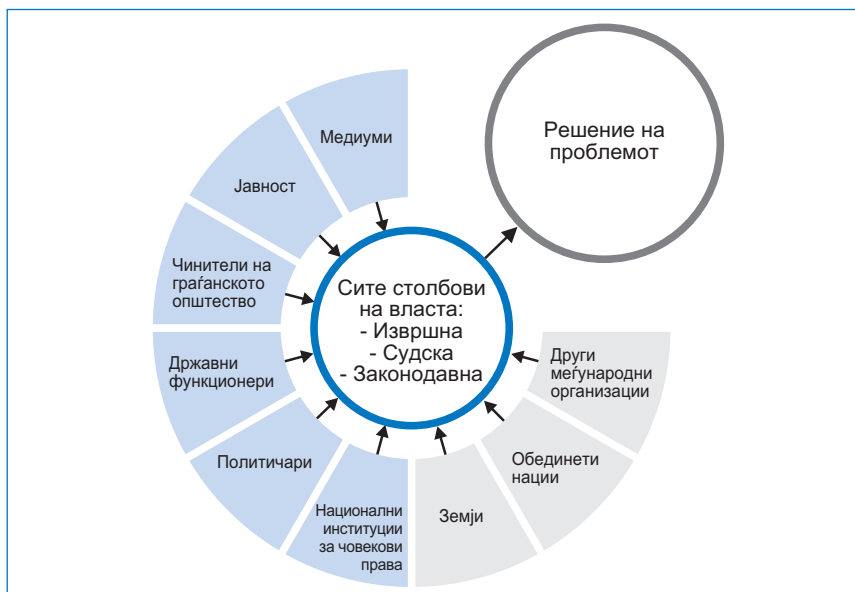 Медиуми
Решение на
проблемот
Јавност
Чинители на
граѓанското
општество
Сите столбови
на власта:
- Извршна
- Судска
- Законодавна
Државни
функционери
Други
меѓународни
организации
Политичари
Обединети
нации
Национални
институции
за човекови
права
Земји